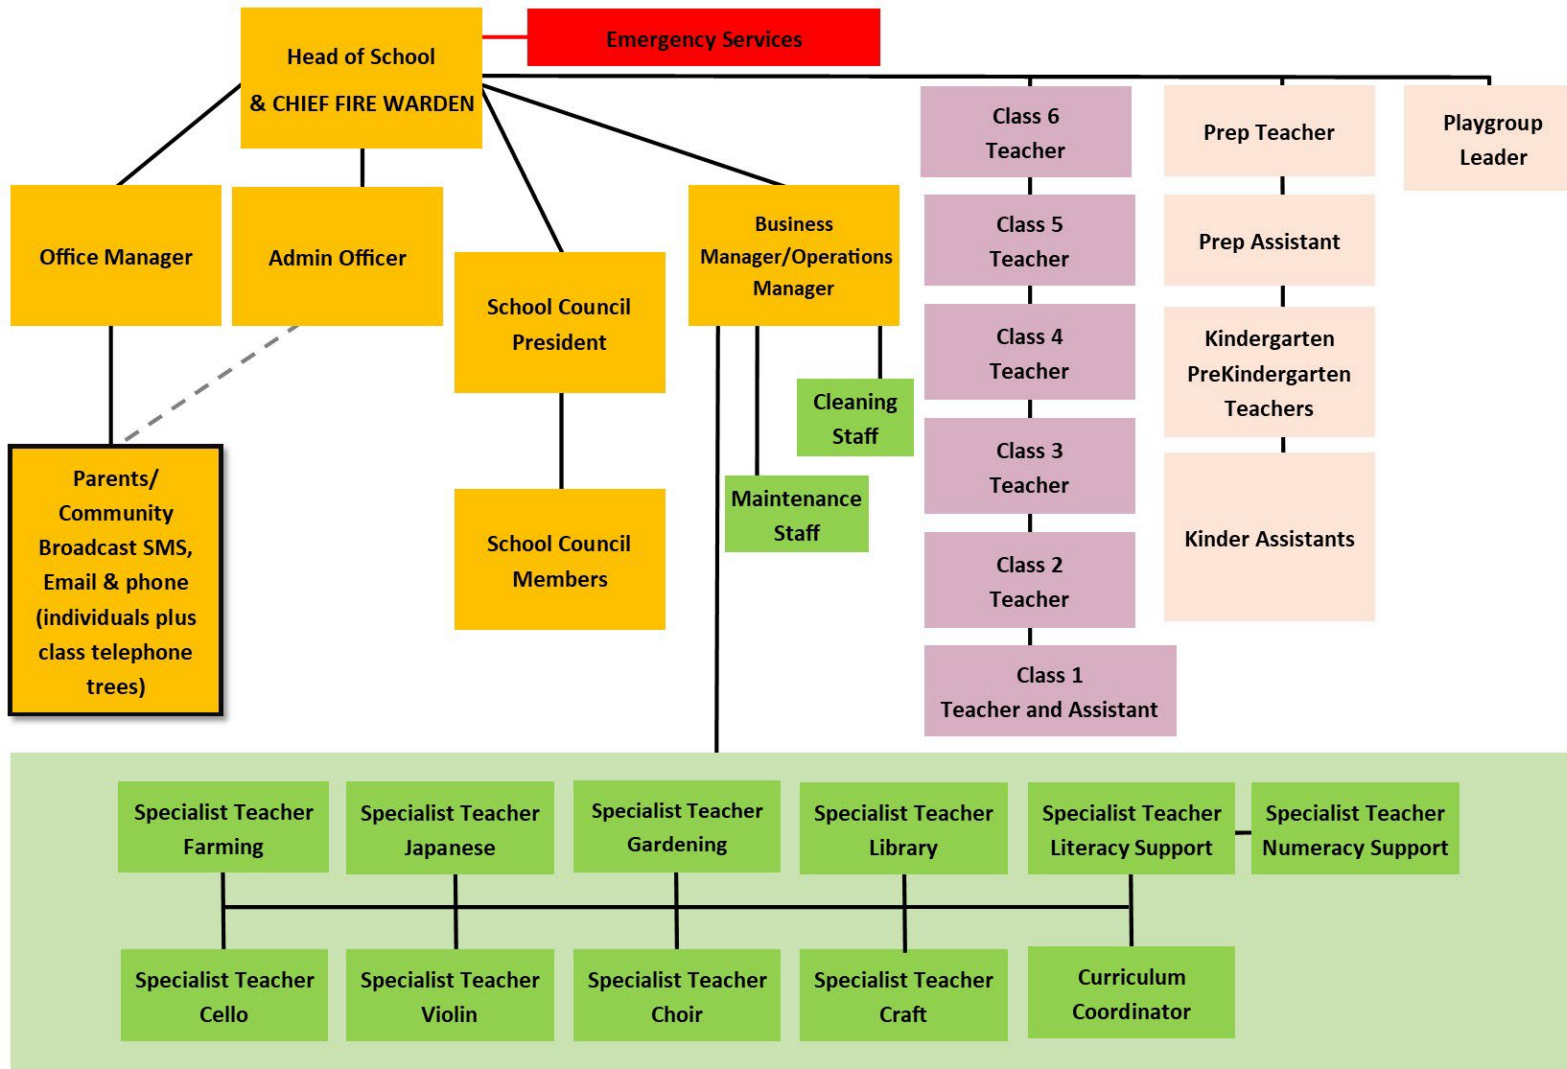 Head of School
& CHIEF FIRE WARDEN
Emergency Services
Office Manager
Admin Officer
School Council
President
School Council
Members
Business
Manager/Operations
Manager
Cleaning
Staff
Maintenance
Staff
Parents/
Community
Broadcast SMS,
Email & phone
(individuals plus
class telephone
trees)
Class 6
Teacher
Class 5
Teacher
Class 4
Teacher
Class 3
Teacher
Class 2
Teacher
Class 1
Teacher and Assistant
Prep Teacher
Prep Assistant
Kindergarten
PreKindergarten
Teachers
Kinder Assistants
Playgroup
Leader
Specialist Teacher
Farming
Specialist Teacher
Japanese
Specialist Teacher
Gardening
Specialist Teacher
Library
Specialist Teacher
Literacy Support
Specialist Teacher
Numeracy Support
Specialist Teacher
Cello
Specialist Teacher
Violin
Specialist Teacher
Choir
Specialist Teacher
Craft
Curriculum
Coordinator